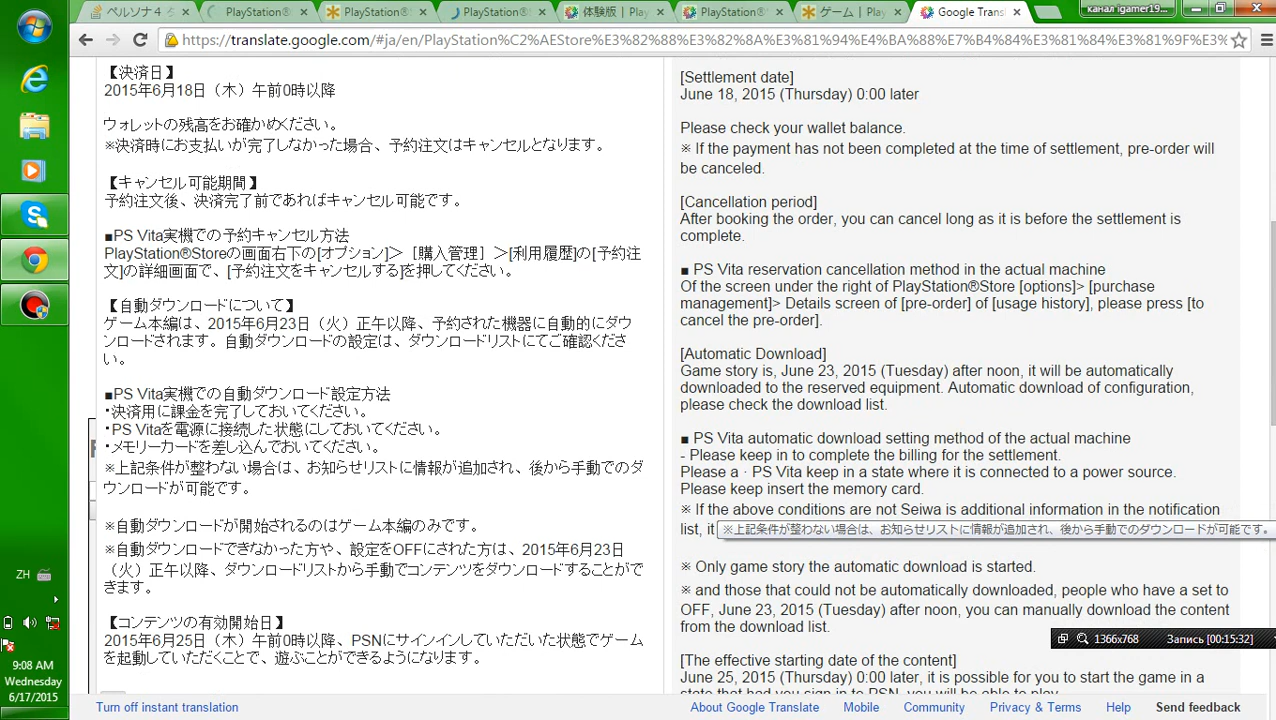 ペルソナ4 ダ
PlayStation®
PlayStation®
PlayStation®
体験版 | Play
PlayStation®
ゲーム | Play
Google Trans
канал igamer19...
https://translate.google.com/#ja/en/PlayStation%C2%AEStore%E3%82%88%E3%82%8A%E3%81%94%E4%BA%88%E7%B4%84%E3%81%84%E3%81%9F%E3%
【決済日】
2015年6月18日（木）午前0時以降
ウォレットの残高をお確かめください。
※決済時にお支払いが完了しなかった場合、予約注文はキャンセルとなります。
【キャンセル可能期間】
予約注文後、決済完了前であればキャンセル可能です。
■PS Vita実機での予約キャンセル方法
PlayStation®Storeの画面右下の[オプション]＞［購入管理］＞[利用履歴]の[予約注
文]の詳細画面で、[予約注文をキャンセルする]を押してください。
【自動ダウンロードについて】
ゲーム本編は、2015年6月23日（火）正午以降、予約された機器に自動的にダウ
ンロードされます。自動ダウンロードの設定は、ダウンロードリストにてご確認くださ
い。
■PS Vita実機での自動ダウンロード設定方法
・決済用に課金を完了しておいてください。
・PS Vitaを電源に接続した状態にしておいてください。
・メモリーカードを差し込んでおいてください。
※上記条件が整わない場合は、お知らせリストに情報が追加され、後から手動でのダ
ウンロードが可能です。
※自動ダウンロードが開始されるのはゲーム本編のみです。
※自動ダウンロードできなかった方や、設定をOFFにされた方は、2015年6月23日
（火）正午以降、ダウンロードリストから手動でコンテンツをダウンロードすることがで
きます。
【コンテンツの有効開始日】
2015年6月25日（木）午前0時以降、PSNにサインインしていただいた状態でゲーム
を起動していただくことで、遊ぶことができるようになります。
[Settlement date]
June 18, 2015 (Thursday) 0:00 later
Please check your wallet balance.
※ If the payment has not been completed at the time of settlement, pre-order will
be canceled.
[Cancellation period]
After booking the order, you can cancel long as it is before the settlement is
complete.
■ PS Vita reservation cancellation method in the actual machine
Of the screen under the right of PlayStation®Store [options]> [purchase
management]> Details screen of [pre-order] of [usage history], please press [to
cancel the pre-order].
[Automatic Download]
Game story is, June 23, 2015 (Tuesday) after noon, it will be automatically
downloaded to the reserved equipment. Automatic download of configuration,
please check the download list.
■ PS Vita automatic download setting method of the actual machine
- Please keep in to complete the billing for the settlement.
Please a · PS Vita keep in a state where it is connected to a power source.
Please keep insert the memory card.
※ If the above conditions are not Seiwa is additional information in the notification
list, it
※上記条件が整わない場合は、お知らせリストに情報が追加され、後から手動でのダウンロードが可能です。
※ Only game story the automatic download is started.
※ and those that could not be automatically downloaded, people who have a set to
OFF, June 23, 2015 (Tuesday) after noon, you can manually download the content
from the download list.
[The effective starting date of the content]
June 25, 2015 (Thursday) 0:00 later, it is possible for you to start the game in a
state that had you sign in to PSN, you will be able to play.
1366x768
Запись [00:15:32]
ZH
9:08 AM
Wednesday
6/17/2015
Turn off instant translation
About Google Translate
Mobile
Community
Privacy & Terms
Help
Send feedback